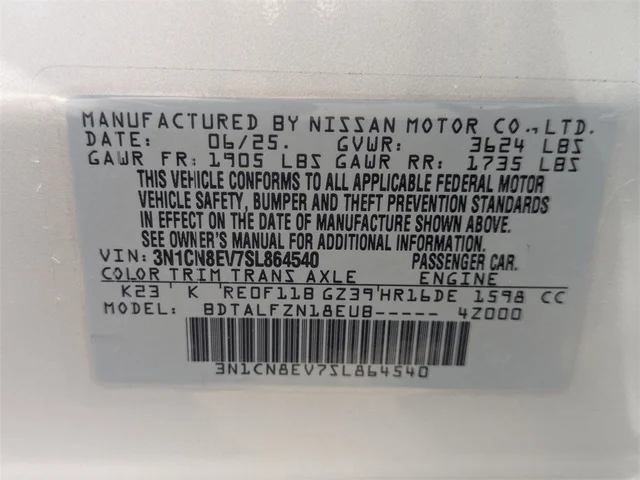 MANUFACTURED BY NISSAN MOTOR CO., LTD.
DATE: 06/25. GVWR: 3624 LBS
GAWR FR: 1905 LBS GAWR RR: 1735 LBS
THIS VEHICLE CONFORMS TO ALL APPLICABLE FEDERAL MOTOR
VEHICLE SAFETY, BUMPER AND THEFT PREVENTION STANDARDS
IN EFFECT ON THE DATE OF MANUFACTURE SHOWN ABOVE.
SEE OWNER'S MANUAL FOR ADDITIONAL INFORMATION.
VIN: 3N1CN8EV7SL864540 PASSENGER CAR.
COLOR TRIM TRANS AXLE ENGINE
K23 K RE0F11B GZ39 HR16DE 1598 CC
MODEL: BDTALFZN18EUB----- 4Z000
3N1CN8EV7SL864540